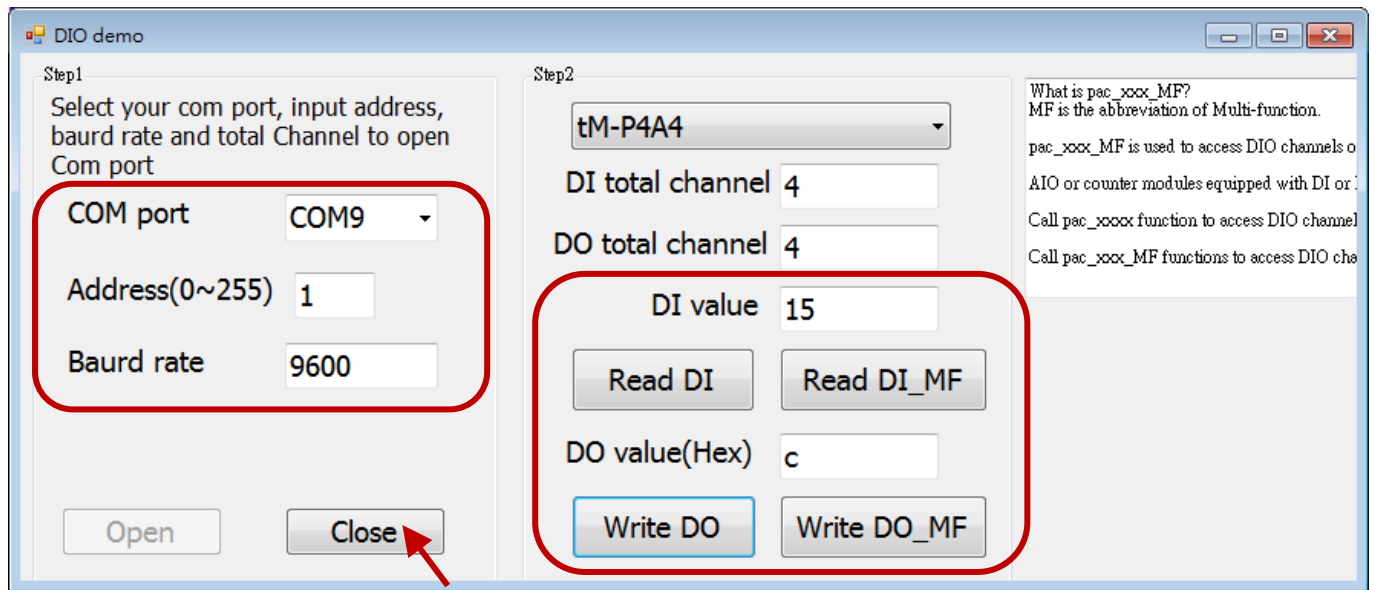 DIO demo
Step1
Select your com port, input address,
baurd rate and total Channel to open
Com port
COM port
COM9
Address(0~255)
1
Baurd rate
9600
Open
Close
Step2
tM-P4A4
DI total channel
4
DO total channel
4
DI value
15
Read DI
Read DI_MF
DO value(Hex)
c
Write DO
Write DO_MF
What is pac_xxx_MF?
MF is the abbreviation of Multi-function.
pac_xxx_MF is used to access DIO channels o
AIO or counter modules equipped with DI or
Call pac_xxxx function to access DIO channel
Call pac_xxx_MF functions to access DIO cha